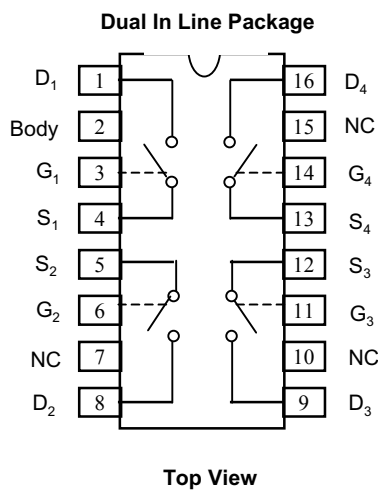 Dual In Line Package
D1 1 16 D4
Body 2 15 NC
G1 3 14 G4
S1 4 13 S4
S2 5 12 S3
G2 6 11 G3
NC 7 10 NC
D2 8 9 D3
Top View